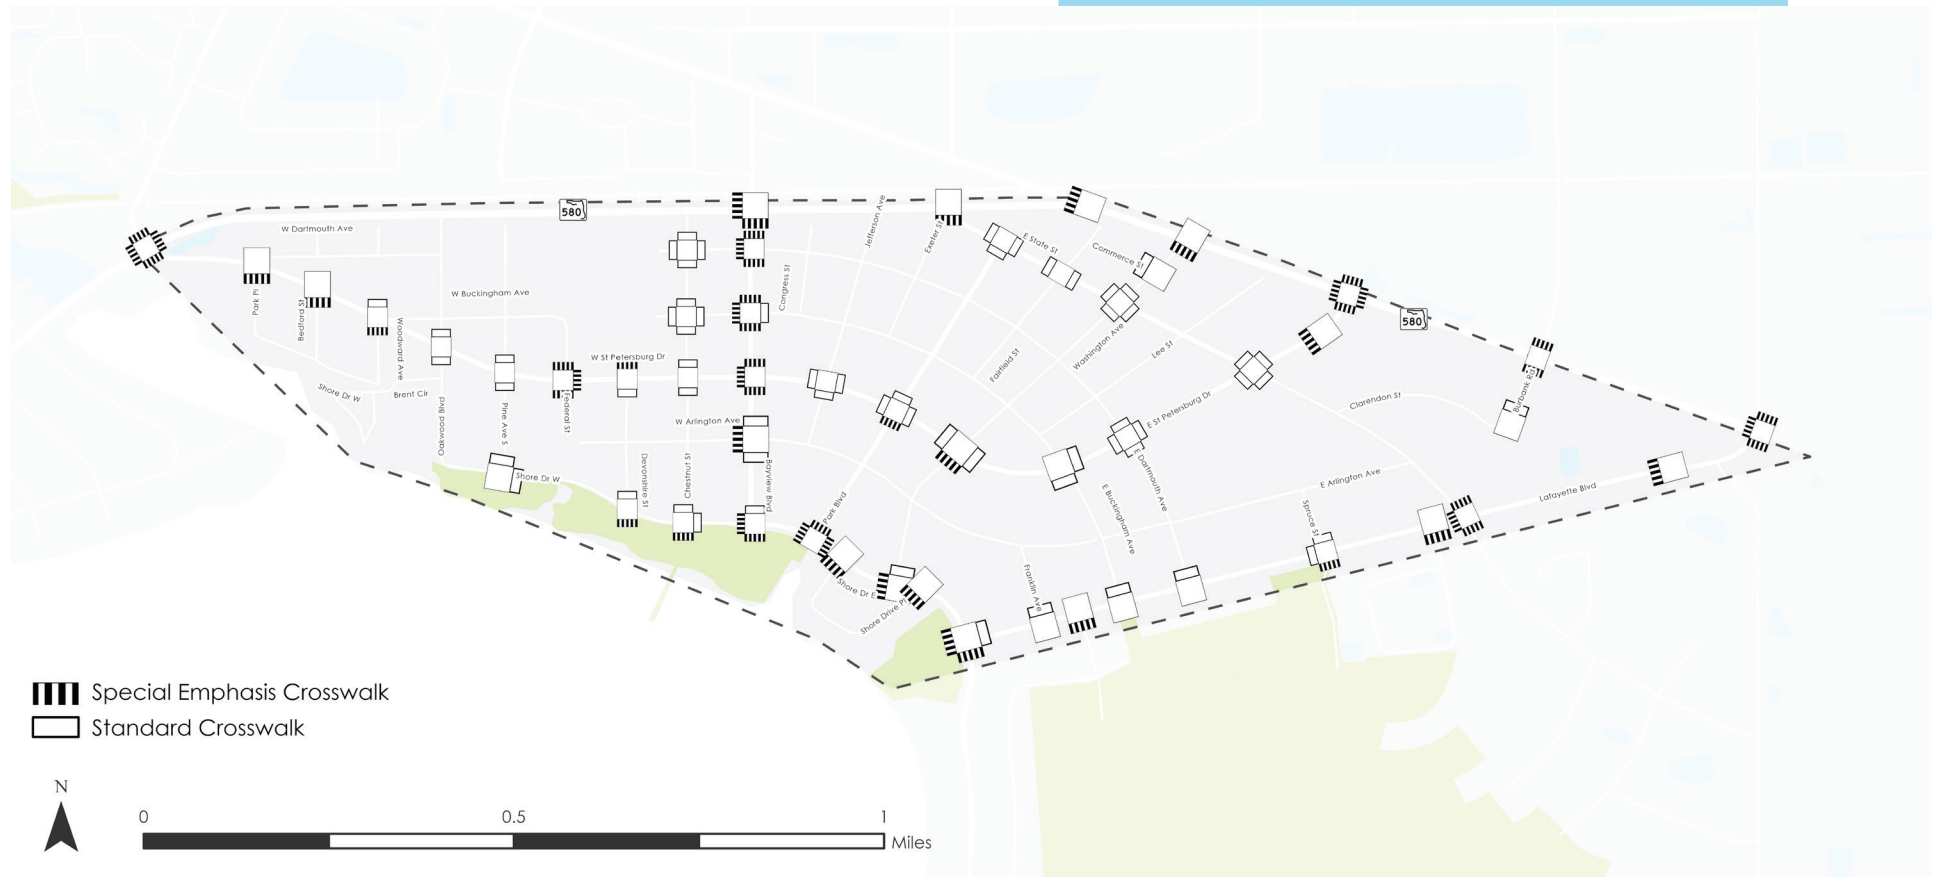 580
W Dartmouth Ave
Jefferson Ave
Exeter St
E State St
Commerce St
Park Pl
Bedford St
W Buckingham Ave
Congress St
580
Woodward Ave
Washington Ave
Lee St
Fairfield St
W St Petersburg Dr
Shore Dr W
Brent Cir
Burbank Rd
Clarendon St
Oakwood Blvd
Pine Ave S
Federal St
W Arlington Ave
E St Petersburg Dr
E Dartmouth Ave
Shore Dr W
Devonshire St
Chestnut St
Bayview Blvd
Park Blvd
E Buckingham Ave
E Arlington Ave
Lafayette Blvd
Spruce St
Franklin Ave
Shore Dr E
Shore Drive Pl
Special Emphasis Crosswalk
Standard Crosswalk
N
0 0.5 1
Miles